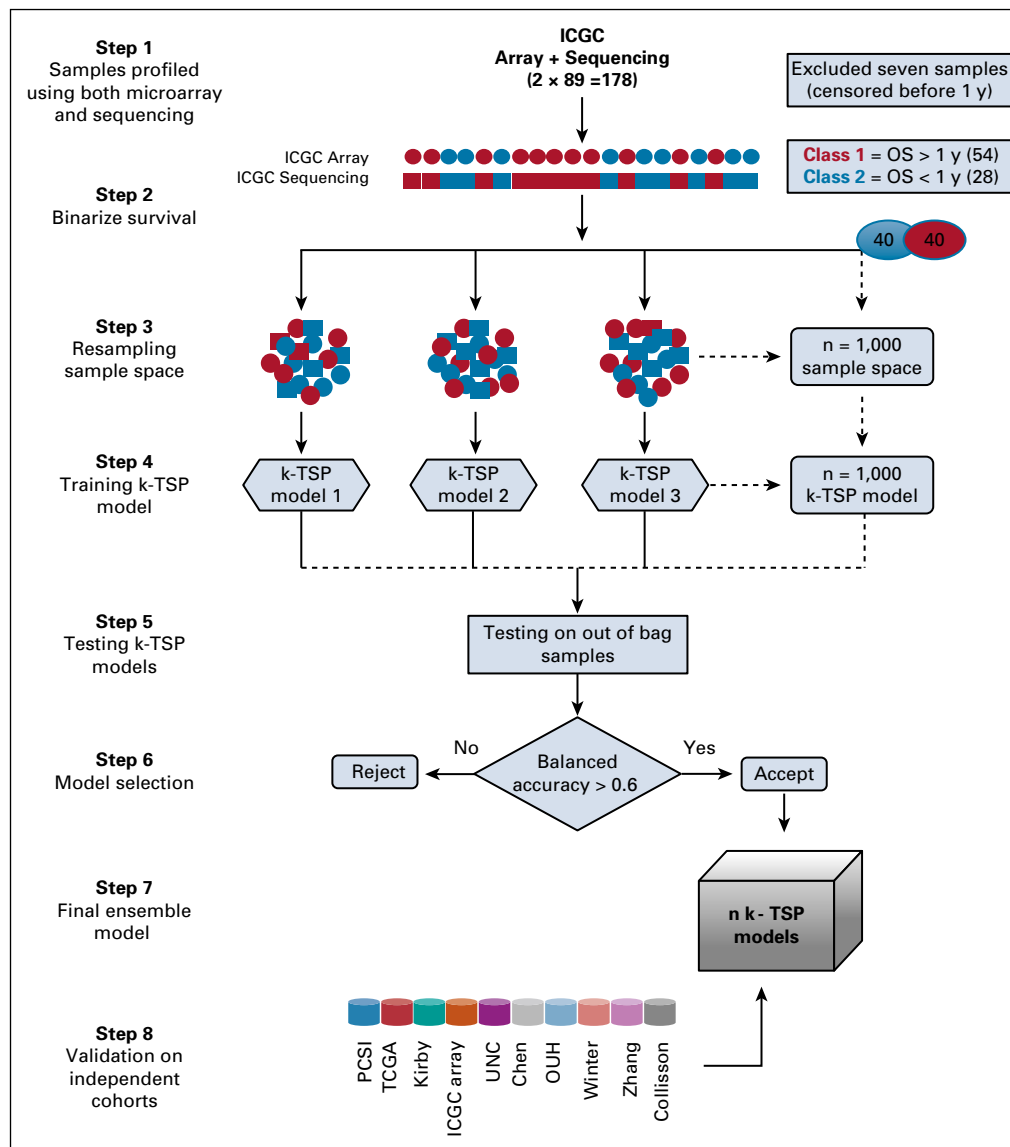 Step 1
Samples profiled
using both microarray
and sequencing
ICGC
Array + Sequencing
(2 × 89 =178)
Excluded seven samples
(censored before 1 y)
ICGC Array
ICGC Sequencing
Class 1 = OS > 1 y (54)
Class 2 = OS < 1 y (28)
Step 2
Binarize survival
40 40
Step 3
Resampling
sample space
n = 1,000
sample space
Step 4
Training k-TSP
model
k-TSP
model 1
k-TSP
model 2
k-TSP
model 3
n = 1,000
k-TSP model
Step 5
Testing k-TSP
models
Testing on out of bag
samples
Step 6
Model selection
No
Yes
Reject
Balanced
accuracy > 0.6
Accept
Step 7
Final ensemble
model
n k - TSP
models
Step 8
Validation on
independent
cohorts
PCSI
TCGA
Kirby
ICGC array
UNC
Chen
OUH
Winter
Zhang
Collisson